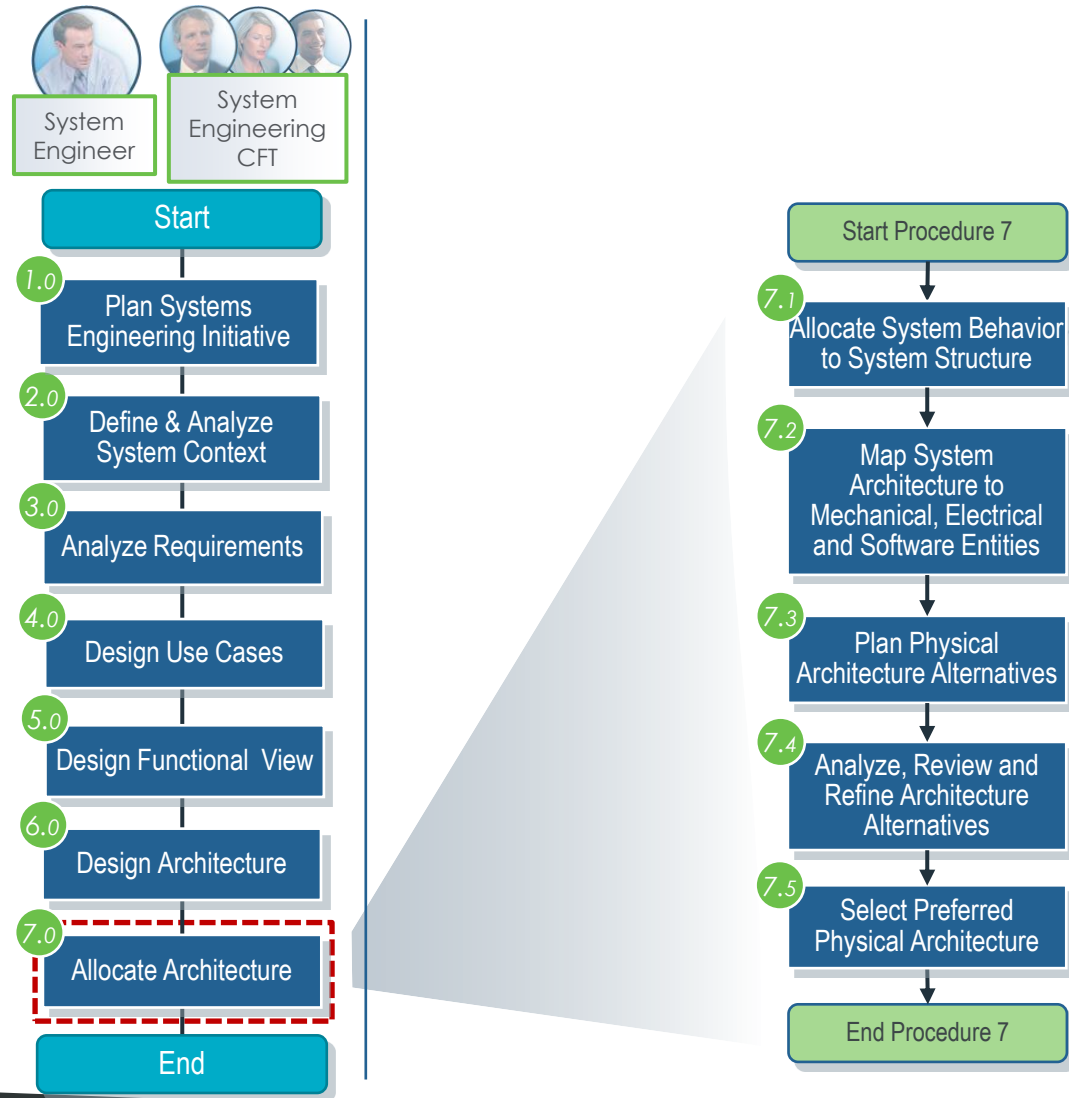 System
Engineer
System
Engineering
CFT
Start
1.0
Plan Systems
Engineering Initiative
2.0
Define & Analyze
System Context
3.0
Analyze Requirements
4.0
Design Use Cases
5.0
Design Functional View
6.0
Design Architecture
7.0
Allocate Architecture
End
Start Procedure 7
7.1
Allocate System Behavior
to System Structure
7.2
Map System
Architecture to
Mechanical, Electrical
and Software Entities
7.3
Plan Physical
Architecture Alternatives
7.4
Analyze, Review and
Refine Architecture
Alternatives
7.5
Select Preferred
Physical Architecture
End Procedure 7